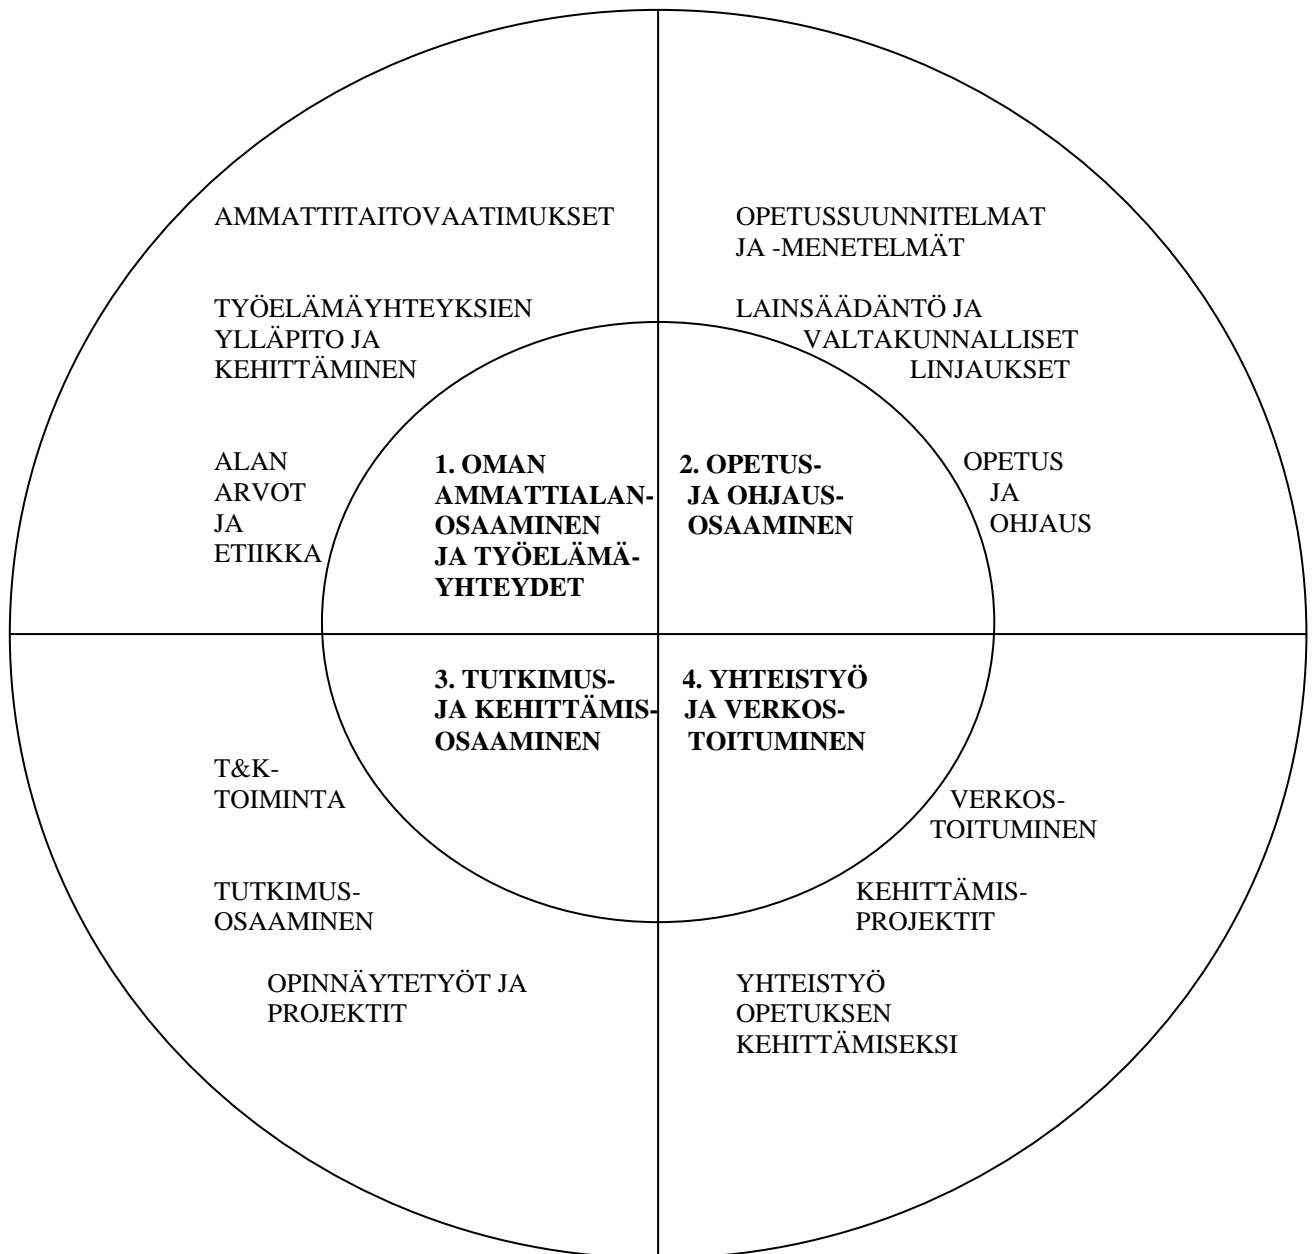 AMMATTITAITOVAATIMUKSET
TYÖELÄMÄYHTEYKSIEN
YLLÄPITO JA
KEHITTÄMINEN
ALAN
ARVOT
JA
ETIIKKA
1. OMAN
AMMATTIALAN-
OSAAMINEN
JA TYÖELÄMÄ-
YHTEYDET
OPETUSSUUNNITELMAT
JA -MENETELMÄT
LAINSÄÄDÄNTÖ JA
VALTAKUNNALLISET
LINJAUKSET
2. OPETUS-
JA OHJAUS-
OSAAMINEN
OPETUS
JA
OHJAUS
3. TUTKIMUS-
JA KEHITTÄMIS-
OSAAMINEN
T&K-
TOIMINTA
TUTKIMUS-
OSAAMINEN
OPINNÄYTETYÖT JA
PROJEKTIT
4. YHTEISTYÖ
JA VERKOS-
TOITUMINEN
VERKOS-
TOITUMINEN
KEHITTÄMIS-
PROJEKTIT
YHTEISTYÖ
OPETUKSEN
KEHITTÄMISEKSI